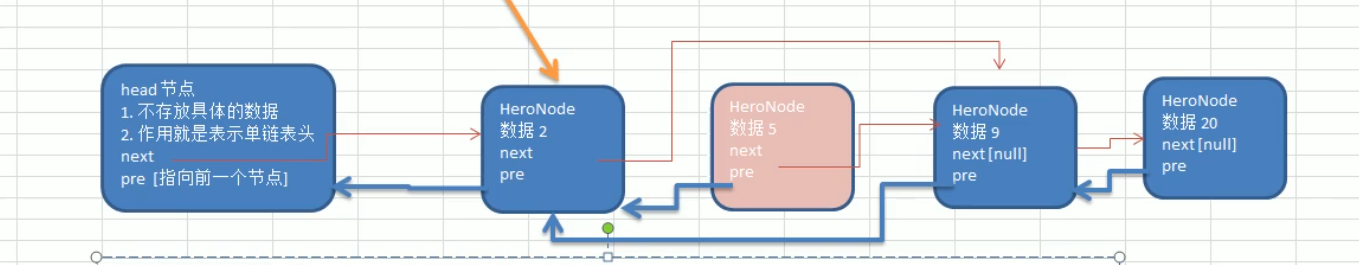 head 节点
1. 不存放具体的数据
2. 作用就是表示单链表头
next
pre [指向前一个节点]
HeroNode
数据 2
next
pre
HeroNode
数据 5
next
pre
HeroNode
数据 9
next [null]
pre
HeroNode
数据 20
next [null]
pre